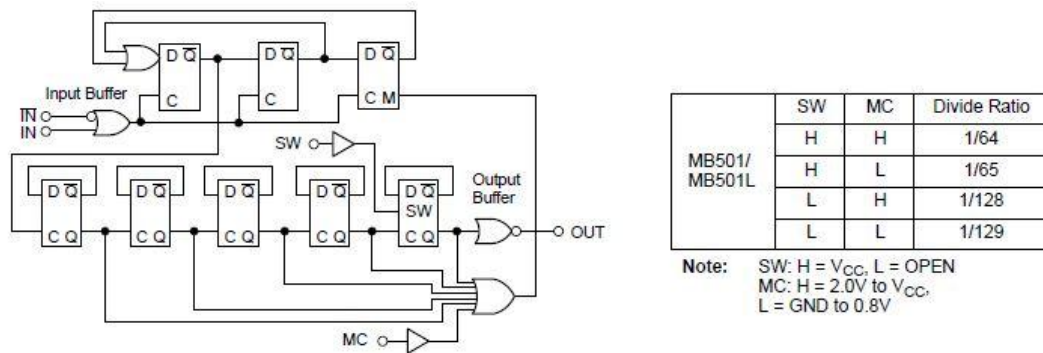 D Q̅
D Q̅
D Q̅
Input Buffer
C
C
C M
I̅N̅
IN
SW
D Q̅
D Q̅
D Q̅
D Q̅
D Q̅
SW
Output
Buffer
C Q
C Q
C Q
C Q
C Q
OUT
MC
SW MC Divide Ratio
MB501/
MB501L
H H 1/64
H L 1/65
L H 1/128
L L 1/129
Note: SW: H = VCC, L = OPEN
MC: H = 2.0V to VCC,
L = GND to 0.8V